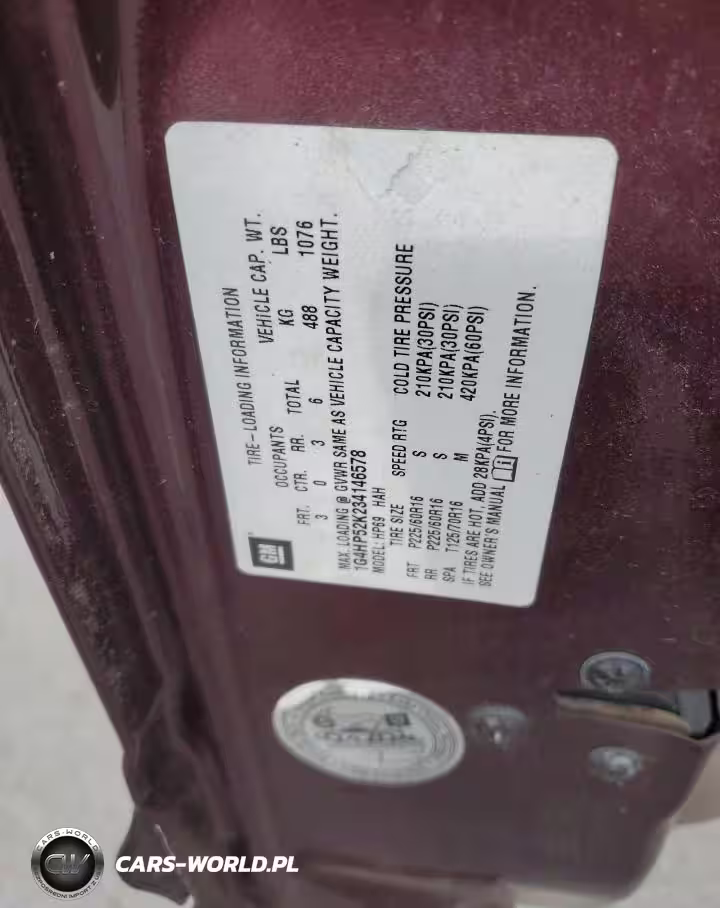 GM
TIRE-LOADING INFORMATION
OCCUPANTS VEHICLE CAP. WT.
FRT. CTR. RR. TOTAL KG LBS
3 0 3 6 488 1076
MAX. LOADING @ GVWR SAME AS VEHICLE CAPACITY WEIGHT.
1G4HP52K234146578
MODEL: HP69 HAH
TIRE SIZE SPEED RTG COLD TIRE PRESSURE
FRT P225/60R16 S 210KPA(30PSI)
RR P225/60R16 S 210KPA(30PSI)
SPA T125/70R16 M 420KPA(60PSI)
IF TIRES ARE HOT, ADD 28KPA(4PSI).
SEE OWNER'S MANUAL FOR MORE INFORMATION.
CARS-WORLD
CW
CARS-WORLD.PL